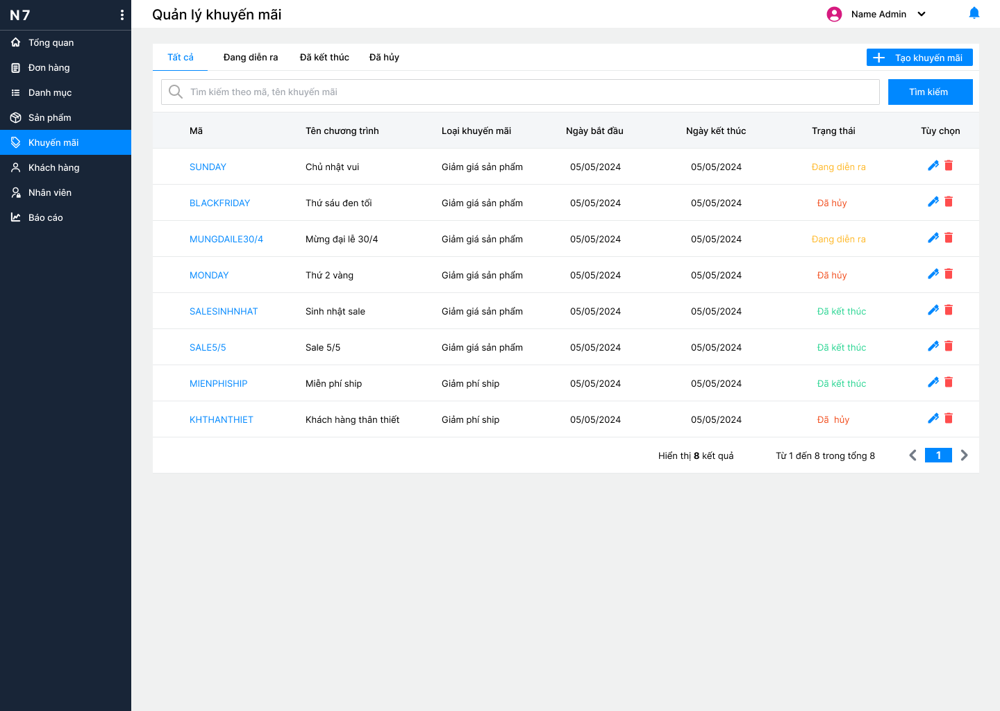 N7
Tổng quan
Đơn hàng
Danh mục
Sản phẩm
Khuyến mãi
Khách hàng
Nhân viên
Báo cáo
Quản lý khuyến mãi
Name Admin
Tất cả Đang diễn ra Đã kết thúc Đã hủy
Tạo khuyến mãi
Tìm kiếm theo mã, tên khuyến mãi
Tìm kiếm
Mã Tên chương trình Loại khuyến mãi Ngày bắt đầu Ngày kết thúc Trạng thái Tùy chọn
SUNDAY Chủ nhật vui Giảm giá sản phẩm 05/05/2024 05/05/2024 Đang diễn ra
BLACKFRIDAY Thứ sáu đen tối Giảm giá sản phẩm 05/05/2024 05/05/2024 Đã hủy
MUNGDAILE30/4 Mừng đại lễ 30/4 Giảm giá sản phẩm 05/05/2024 05/05/2024 Đang diễn ra
MONDAY Thứ 2 vàng Giảm giá sản phẩm 05/05/2024 05/05/2024 Đã hủy
SALESINHNHAT Sinh nhật sale Giảm giá sản phẩm 05/05/2024 05/05/2024 Đã kết thúc
SALE5/5 Sale 5/5 Giảm giá sản phẩm 05/05/2024 05/05/2024 Đã kết thúc
MIENPHISHIP Miễn phí ship Giảm phí ship 05/05/2024 05/05/2024 Đã kết thúc
KHTHANTHIET Khách hàng thân thiết Giảm phí ship 05/05/2024 05/05/2024 Đã hủy
Hiển thị 8 kết quả Từ 1 đến 8 trong tổng 8 1